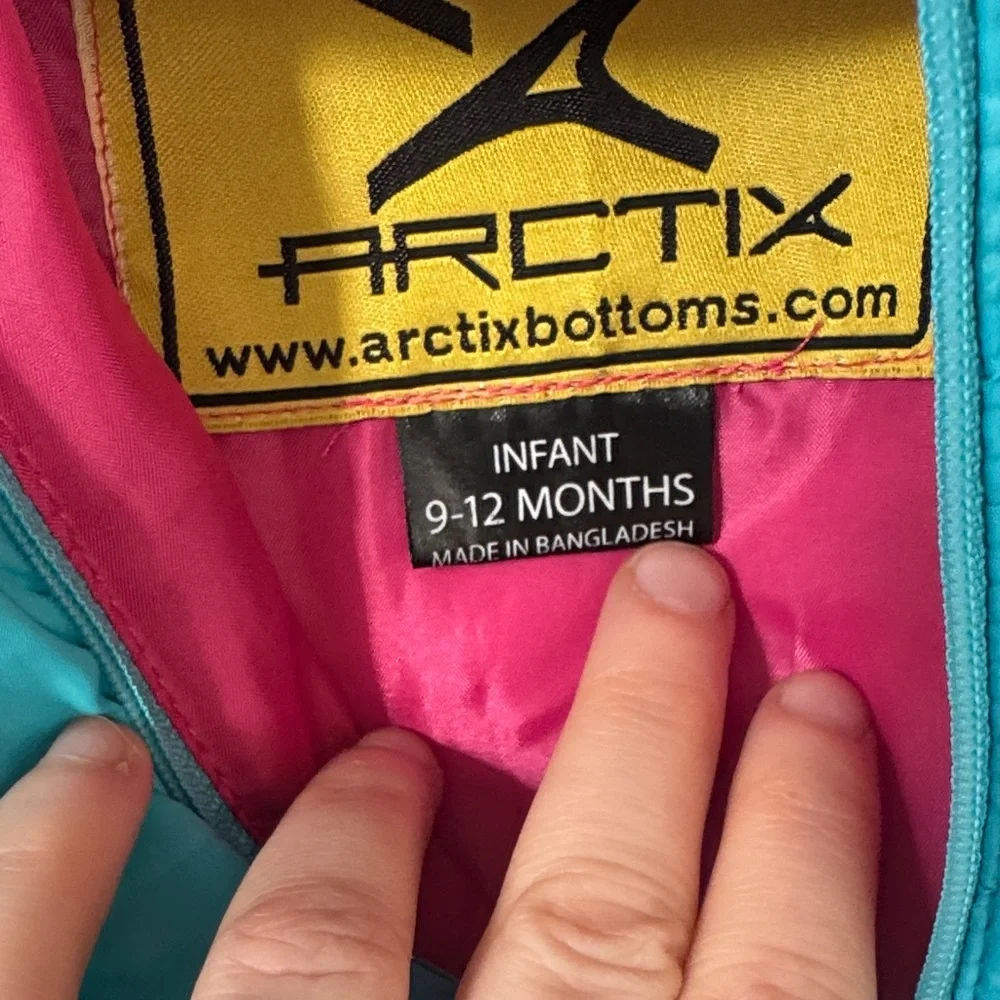 ARCTIX
www.arctixbottoms.com
INFANT
9-12 MONTHS
MADE IN BANGLADESH